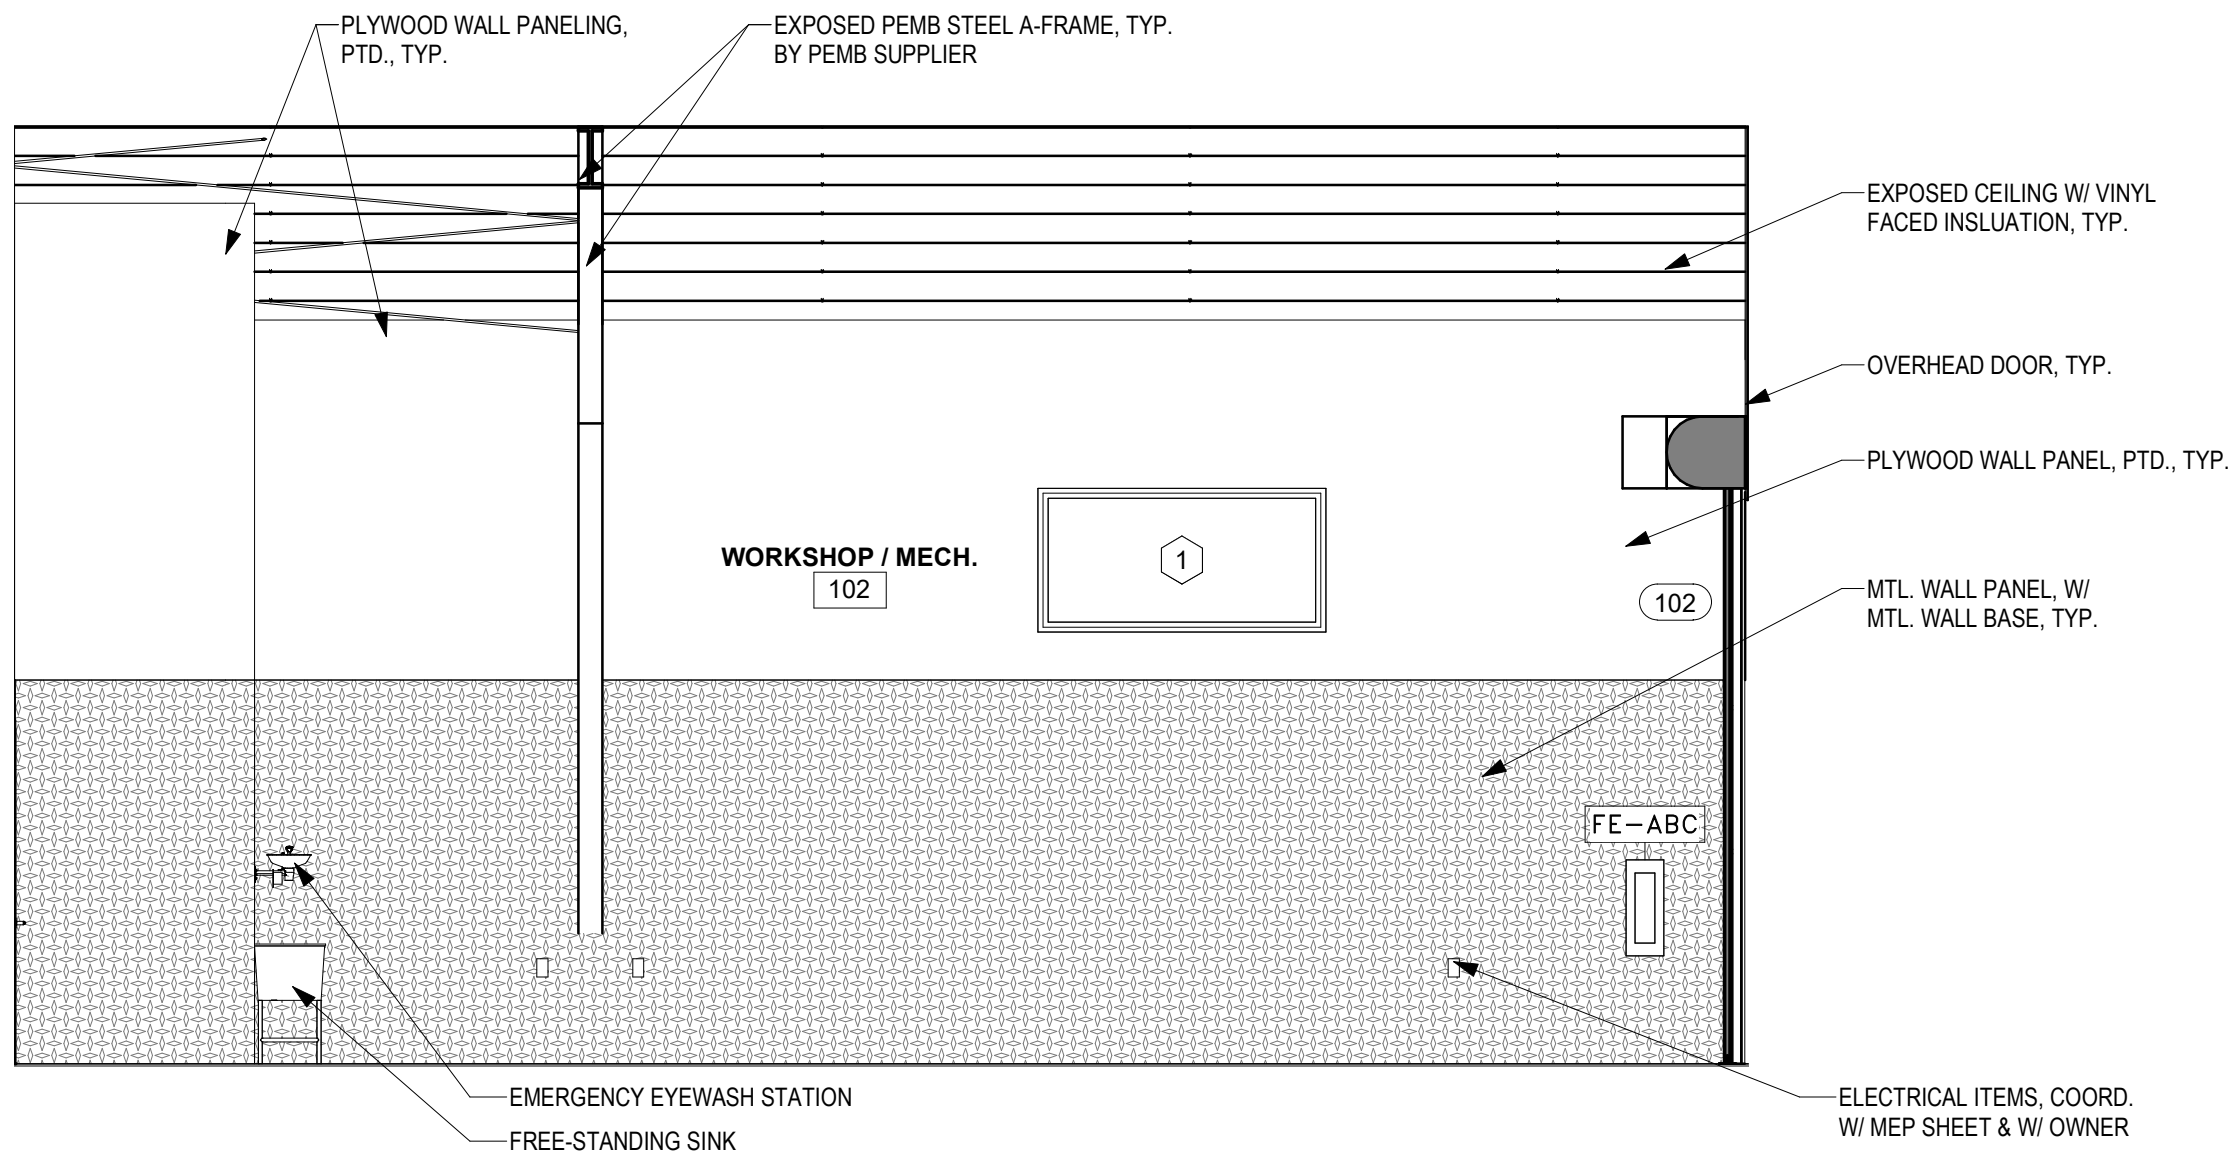 PLYWOOD WALL PANELING,
PTD., TYP.
EXPOSED PEMB STEEL A-FRAME, TYP.
BY PEMB SUPPLIER
EXPOSED CEILING W/ VINYL
FACED INSLUATION, TYP.
OVERHEAD DOOR, TYP.
PLYWOOD WALL PANEL, PTD., TYP.
WORKSHOP / MECH.
102
1
102
MTL. WALL PANEL, W/
MTL. WALL BASE, TYP.
FE-ABC
EMERGENCY EYEWASH STATION
FREE-STANDING SINK
ELECTRICAL ITEMS, COORD.
W/ MEP SHEET & W/ OWNER